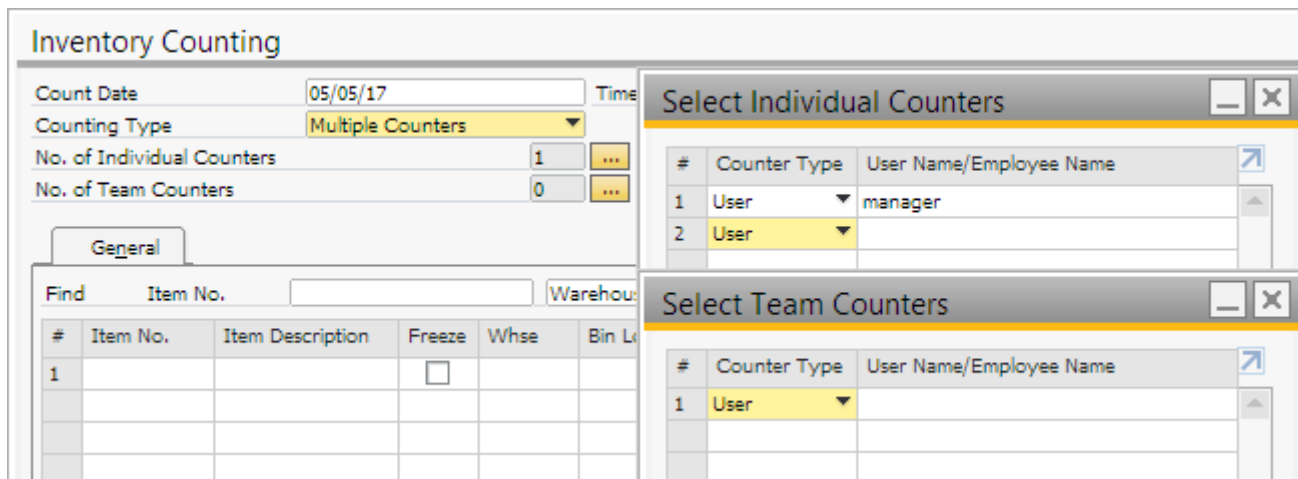 Inventory Counting
Count Date 05/05/17 Time
Counting Type Multiple Counters
No. of Individual Counters 1 ...
No. of Team Counters 0 ...
General
Find Item No. Warehou
# Item No. Item Description Freeze Whse Bin Lo
1
Select Individual Counters
# Counter Type User Name/Employee Name
1 User manager
2 User
Select Team Counters
# Counter Type User Name/Employee Name
1 User